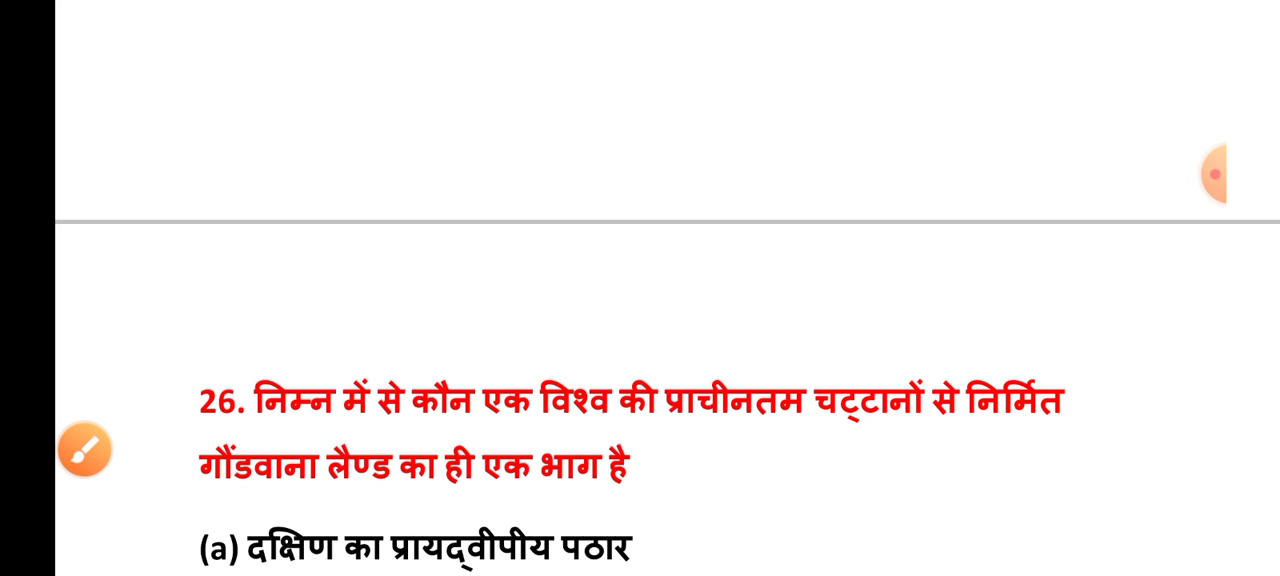 26. निम्न में से कौन एक विश्व की प्राचीनतम चट्टानों से निर्मित
गौंडवाना लैण्ड का ही एक भाग है
(a) दक्षिण का प्रायद्वीपीय पठार